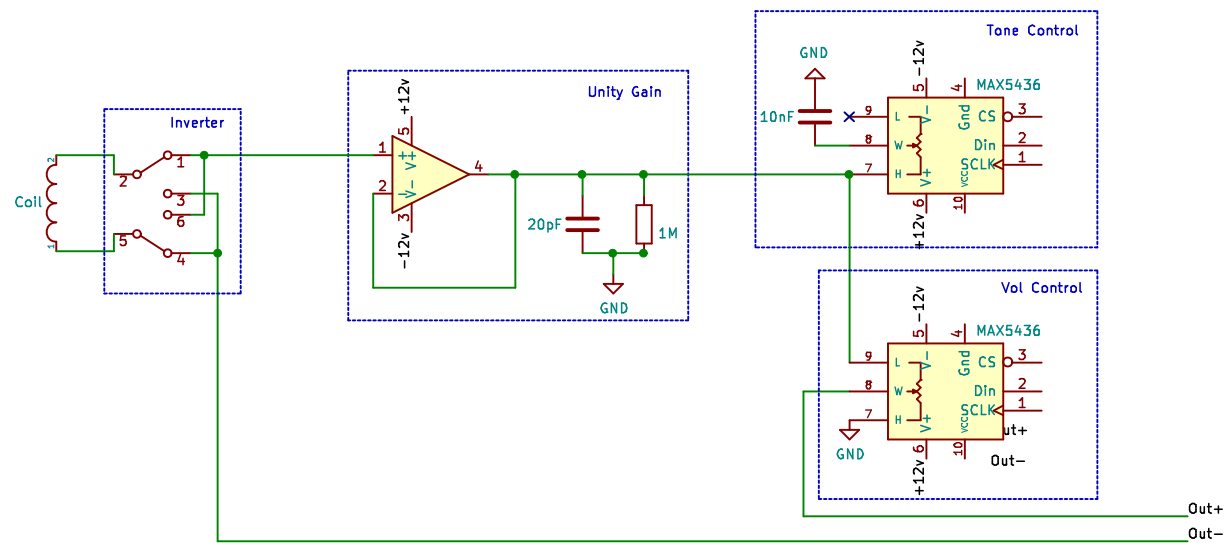 Tone Control
GND
-12v
5
4
MAX5436
10nF
9
L
V-
Gnd
CS
3
8
W
Din
2
7
H
V+
VCC
SCLK
1
6
10
+12v
Unity Gain
+12v
5
1
+
V+
4
2
-
V-
3
-12v
20pF
1M
GND
Inverter
Coil
2
1
2
1
3
6
5
4
Vol Control
-12v
5
4
MAX5436
9
L
V-
Gnd
CS
3
8
W
Din
2
7
H
V+
VCC
SCLK
1
GND
6
10
+12v
ut+
Out-
Out+
Out-